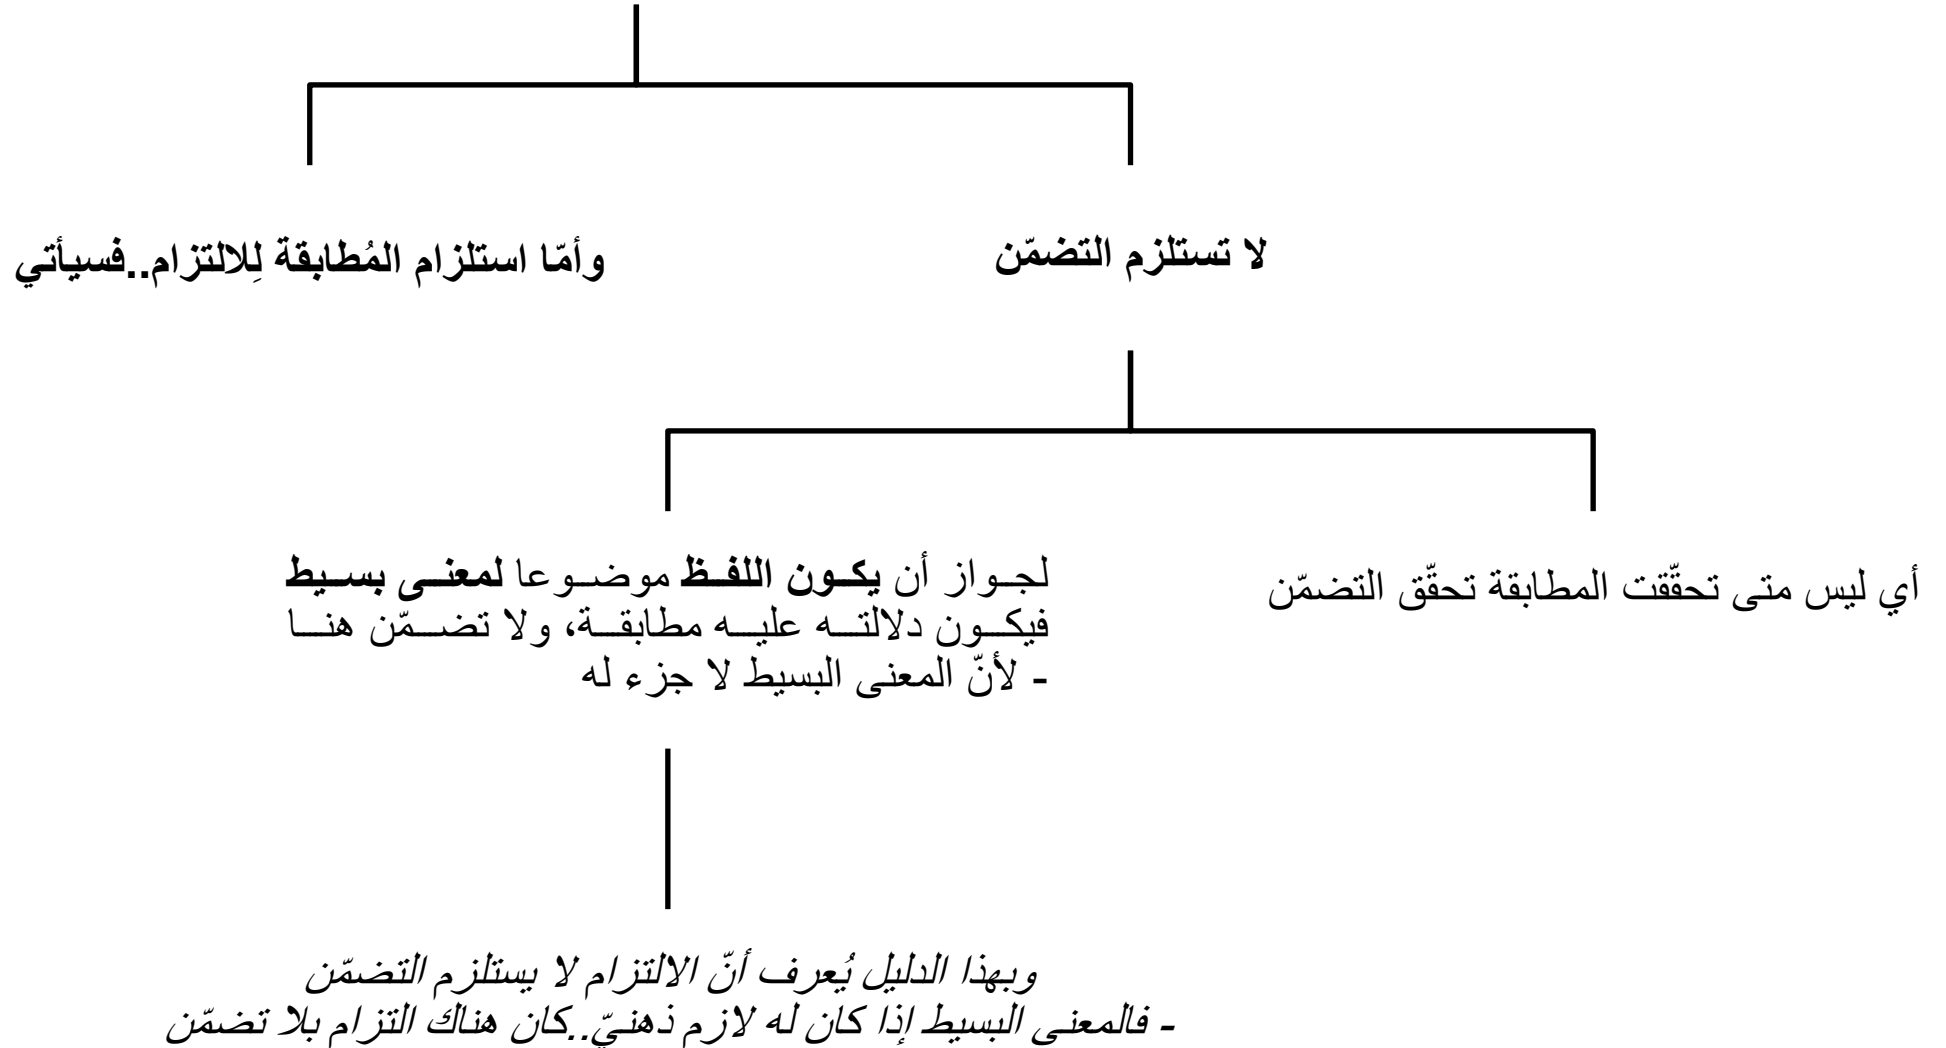 لا تستلزم التضمّن
وأمّا استلزام المُطابقة لِلالتزام..فسيأتي
أي ليس متى تحقّقت المطابقة تحقّق التضمّن
لجواز أن يكون اللفظ موضوعا لمعنى بسيط
فيكون دلالته عليه مطابقة، ولا تضمّن هنا
- لأنّ المعنى البسيط لا جزء له
وبهذا الدليل يُعرف أنّ الالتزام لا يستلزم التضمّن
- فالمعنى البسيط إذا كان له لازم ذهنيّ..كان هناك التزام بلا تضمّن